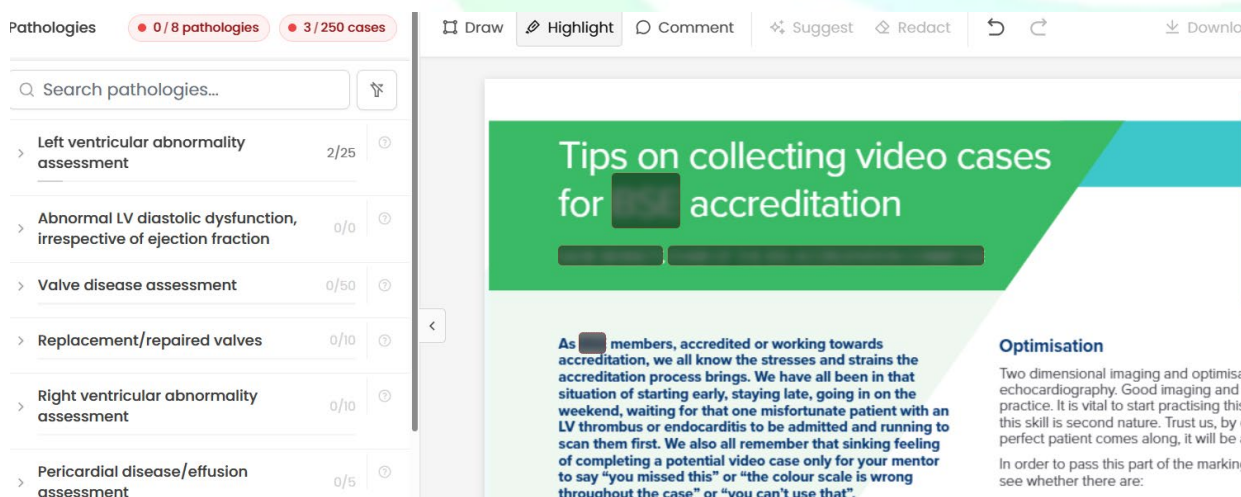 Pathologies 0/8 pathologies 3/250 cases
Search pathologies...
Left ventricular abnormality
assessment
2/25
Abnormal LV diastolic dysfunction,
irrespective of ejection fraction
0/0
Valve disease assessment 0/50
Replacement/repaired valves 0/10
Right ventricular abnormality
assessment
0/10
Pericardial disease/effusion
assessment
0/5
Draw Highlight Comment Suggest Redact Downlo
Tips on collecting video cases
for accreditation
As members, accredited or working towards
accreditation, we all know the stresses and strains the
accreditation process brings. We have all been in that
situation of starting early, staying late, going in on the
weekend, waiting for that one misfortunate patient with an
LV thrombus or endocarditis to be admitted and running to
scan them first. We also all remember that sinking feeling
of completing a potential video case only for your mentor
to say “you missed this” or “the colour scale is wrong
throughout the case” or “you can’t use that”.
Optimisation
Two dimensional imaging and optimisa
echocardiography. Good imaging and
practice. It is vital to start practising this
this skill is second nature. Trust us, by
perfect patient comes along, it will be a
In order to pass this part of the marking
see whether there are: